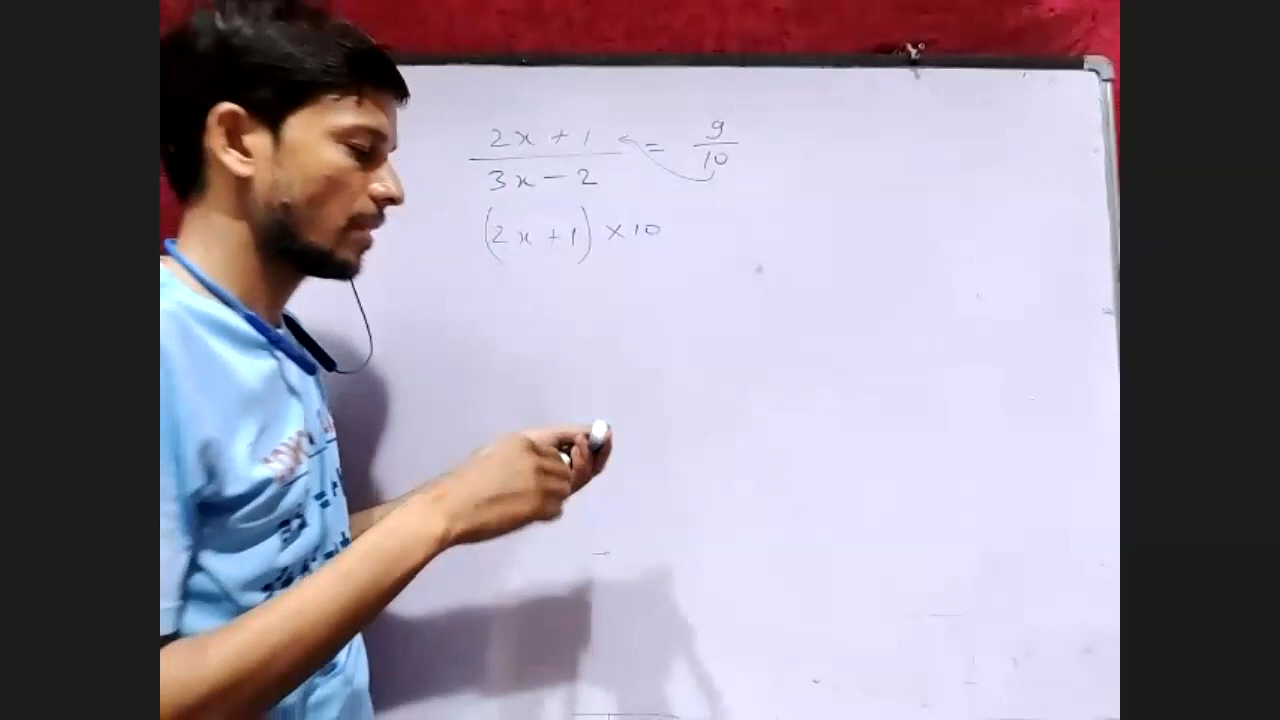 2x + 1 / 3x - 2 = 9 / 10
(2x + 1) × 10